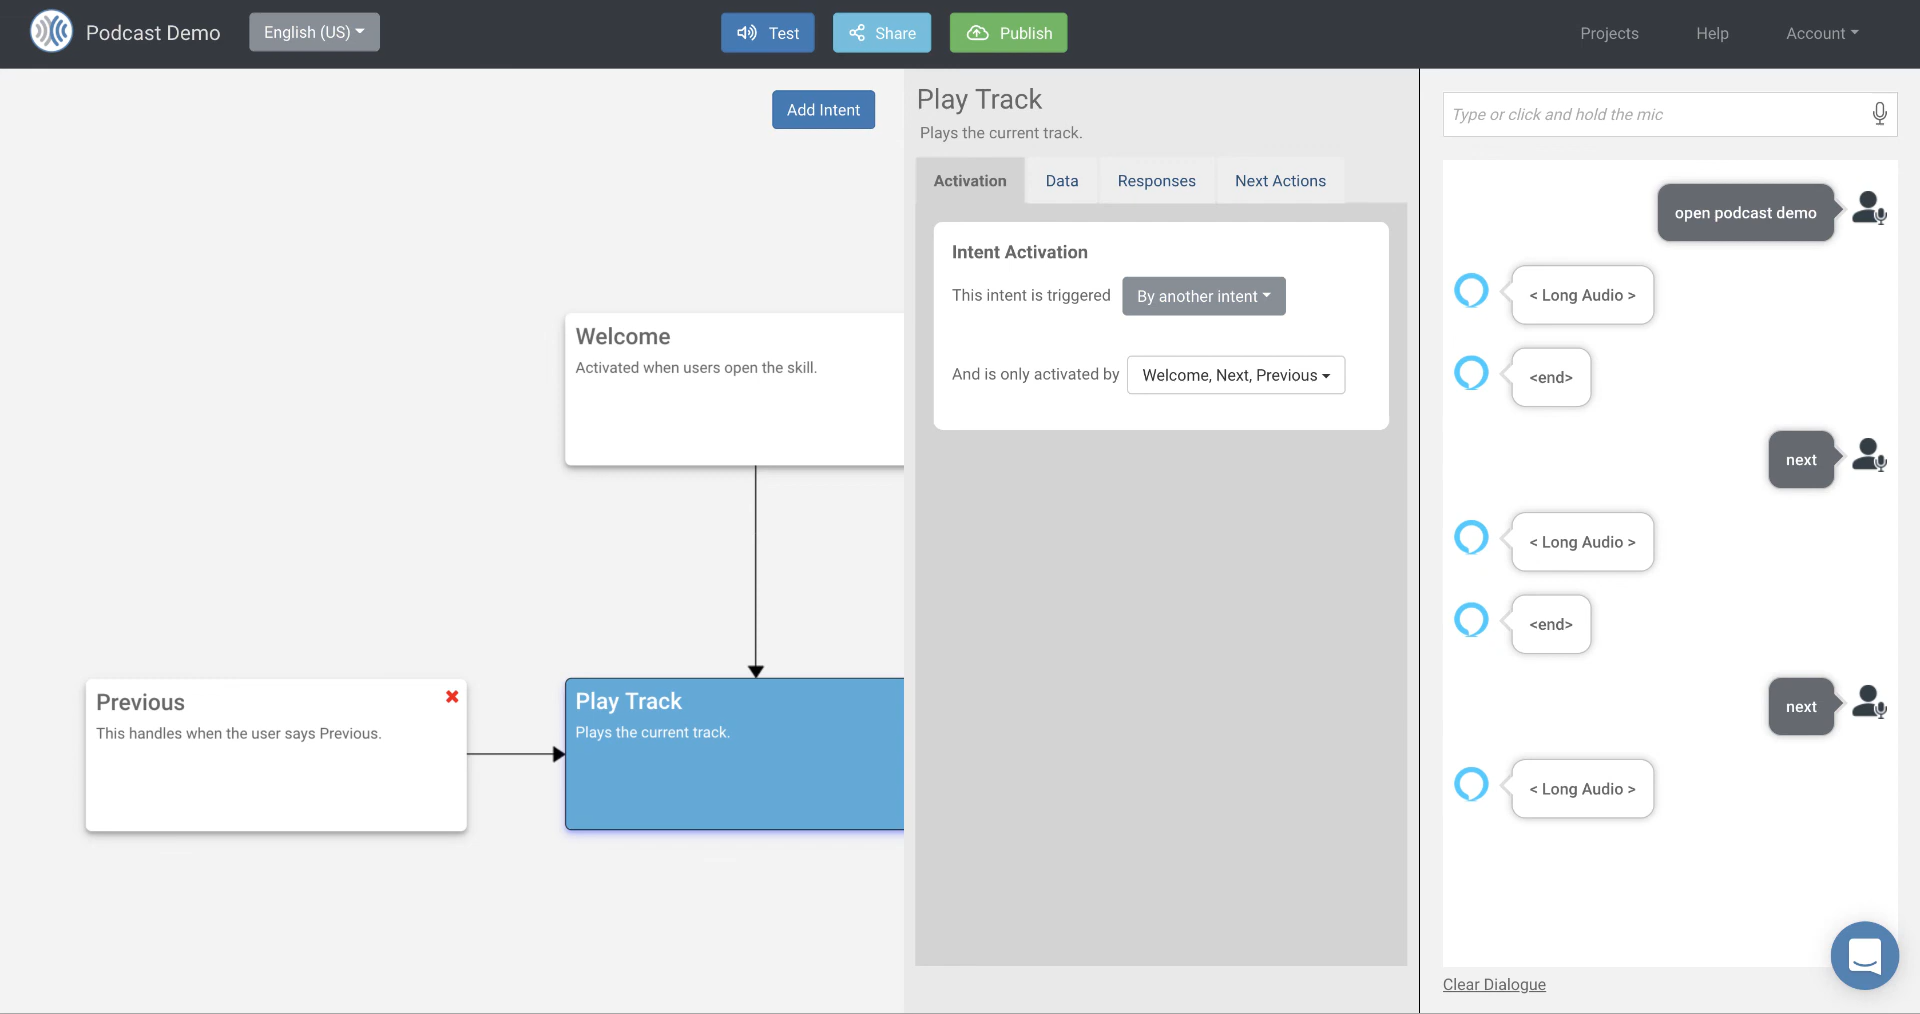 Podcast Demo
English (US)
Test
Share
Publish
Projects
Help
Account
Add Intent
Welcome
Activated when users open the skill.
Previous
This handles when the user says Previous.
Play Track
Plays the current track.
Play Track
Plays the current track.
Activation
Data
Responses
Next Actions
Intent Activation
This intent is triggered By another intent
And is only activated by Welcome, Next, Previous
Type or click and hold the mic
open podcast demo
< Long Audio >
<end>
next
< Long Audio >
<end>
next
< Long Audio >
Clear Dialogue